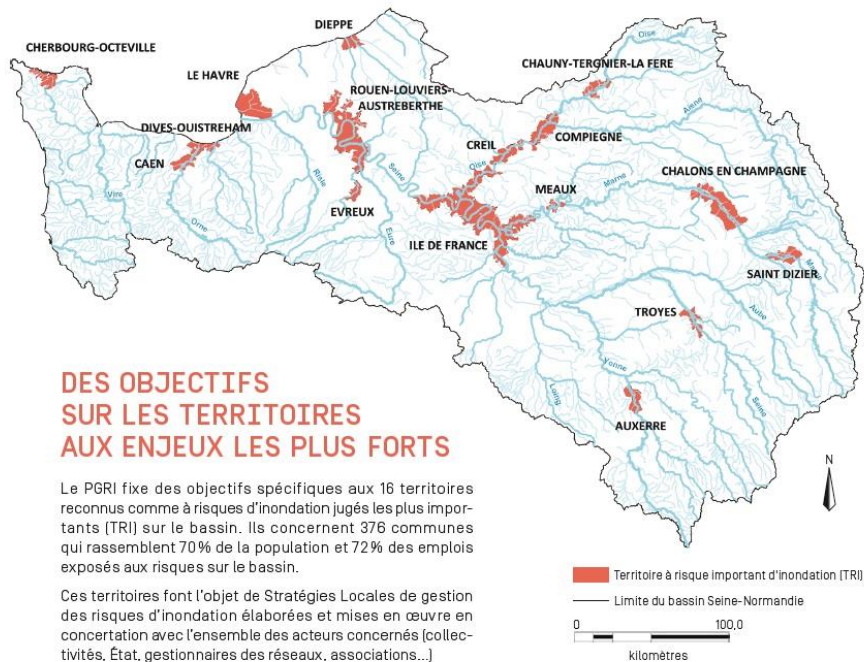 DIEPPE
CHERBOURG-OCTEVILLE
LE HAVRE
CHAUNY-TERGNIER-LA FERE
Oise
ROUEN-LOUVIERS-
AUSTREBERTHE
DIVES-OUISTREHAM
CREIL
COMPIEGNE
CAEN
Oise
Seine
CHALONS EN CHAMPAGNE
Risle
MEAUX
Marne
Vire
EVREUX
Orne
Eure
ILE DE FRANCE
SAINT DIZIER
Marne
TROYES
Aube
Yonne
Loing
Seine
AUXERRE
DES OBJECTIFS
SUR LES TERRITOIRES
AUX ENJEUX LES PLUS FORTS
Le PGRI fixe des objectifs spécifiques aux 16 territoires
reconnus comme à risques d'inondation jugés les plus impor-
tants (TRI) sur le bassin. Ils concernent 376 communes
qui rassemblent 70% de la population et 72% des emplois
exposés aux risques sur le bassin.
Ces territoires font l'objet de Stratégies Locales de gestion
des risques d'inondation élaborées et mises en œuvre en
concertation avec l'ensemble des acteurs concernés (collec-
tivités, État, gestionnaires des réseaux, associations...)
N
Territoire à risque important d'inondation (TRI)
Limite du bassin Seine-Normandie
0 100,0
kilomètres